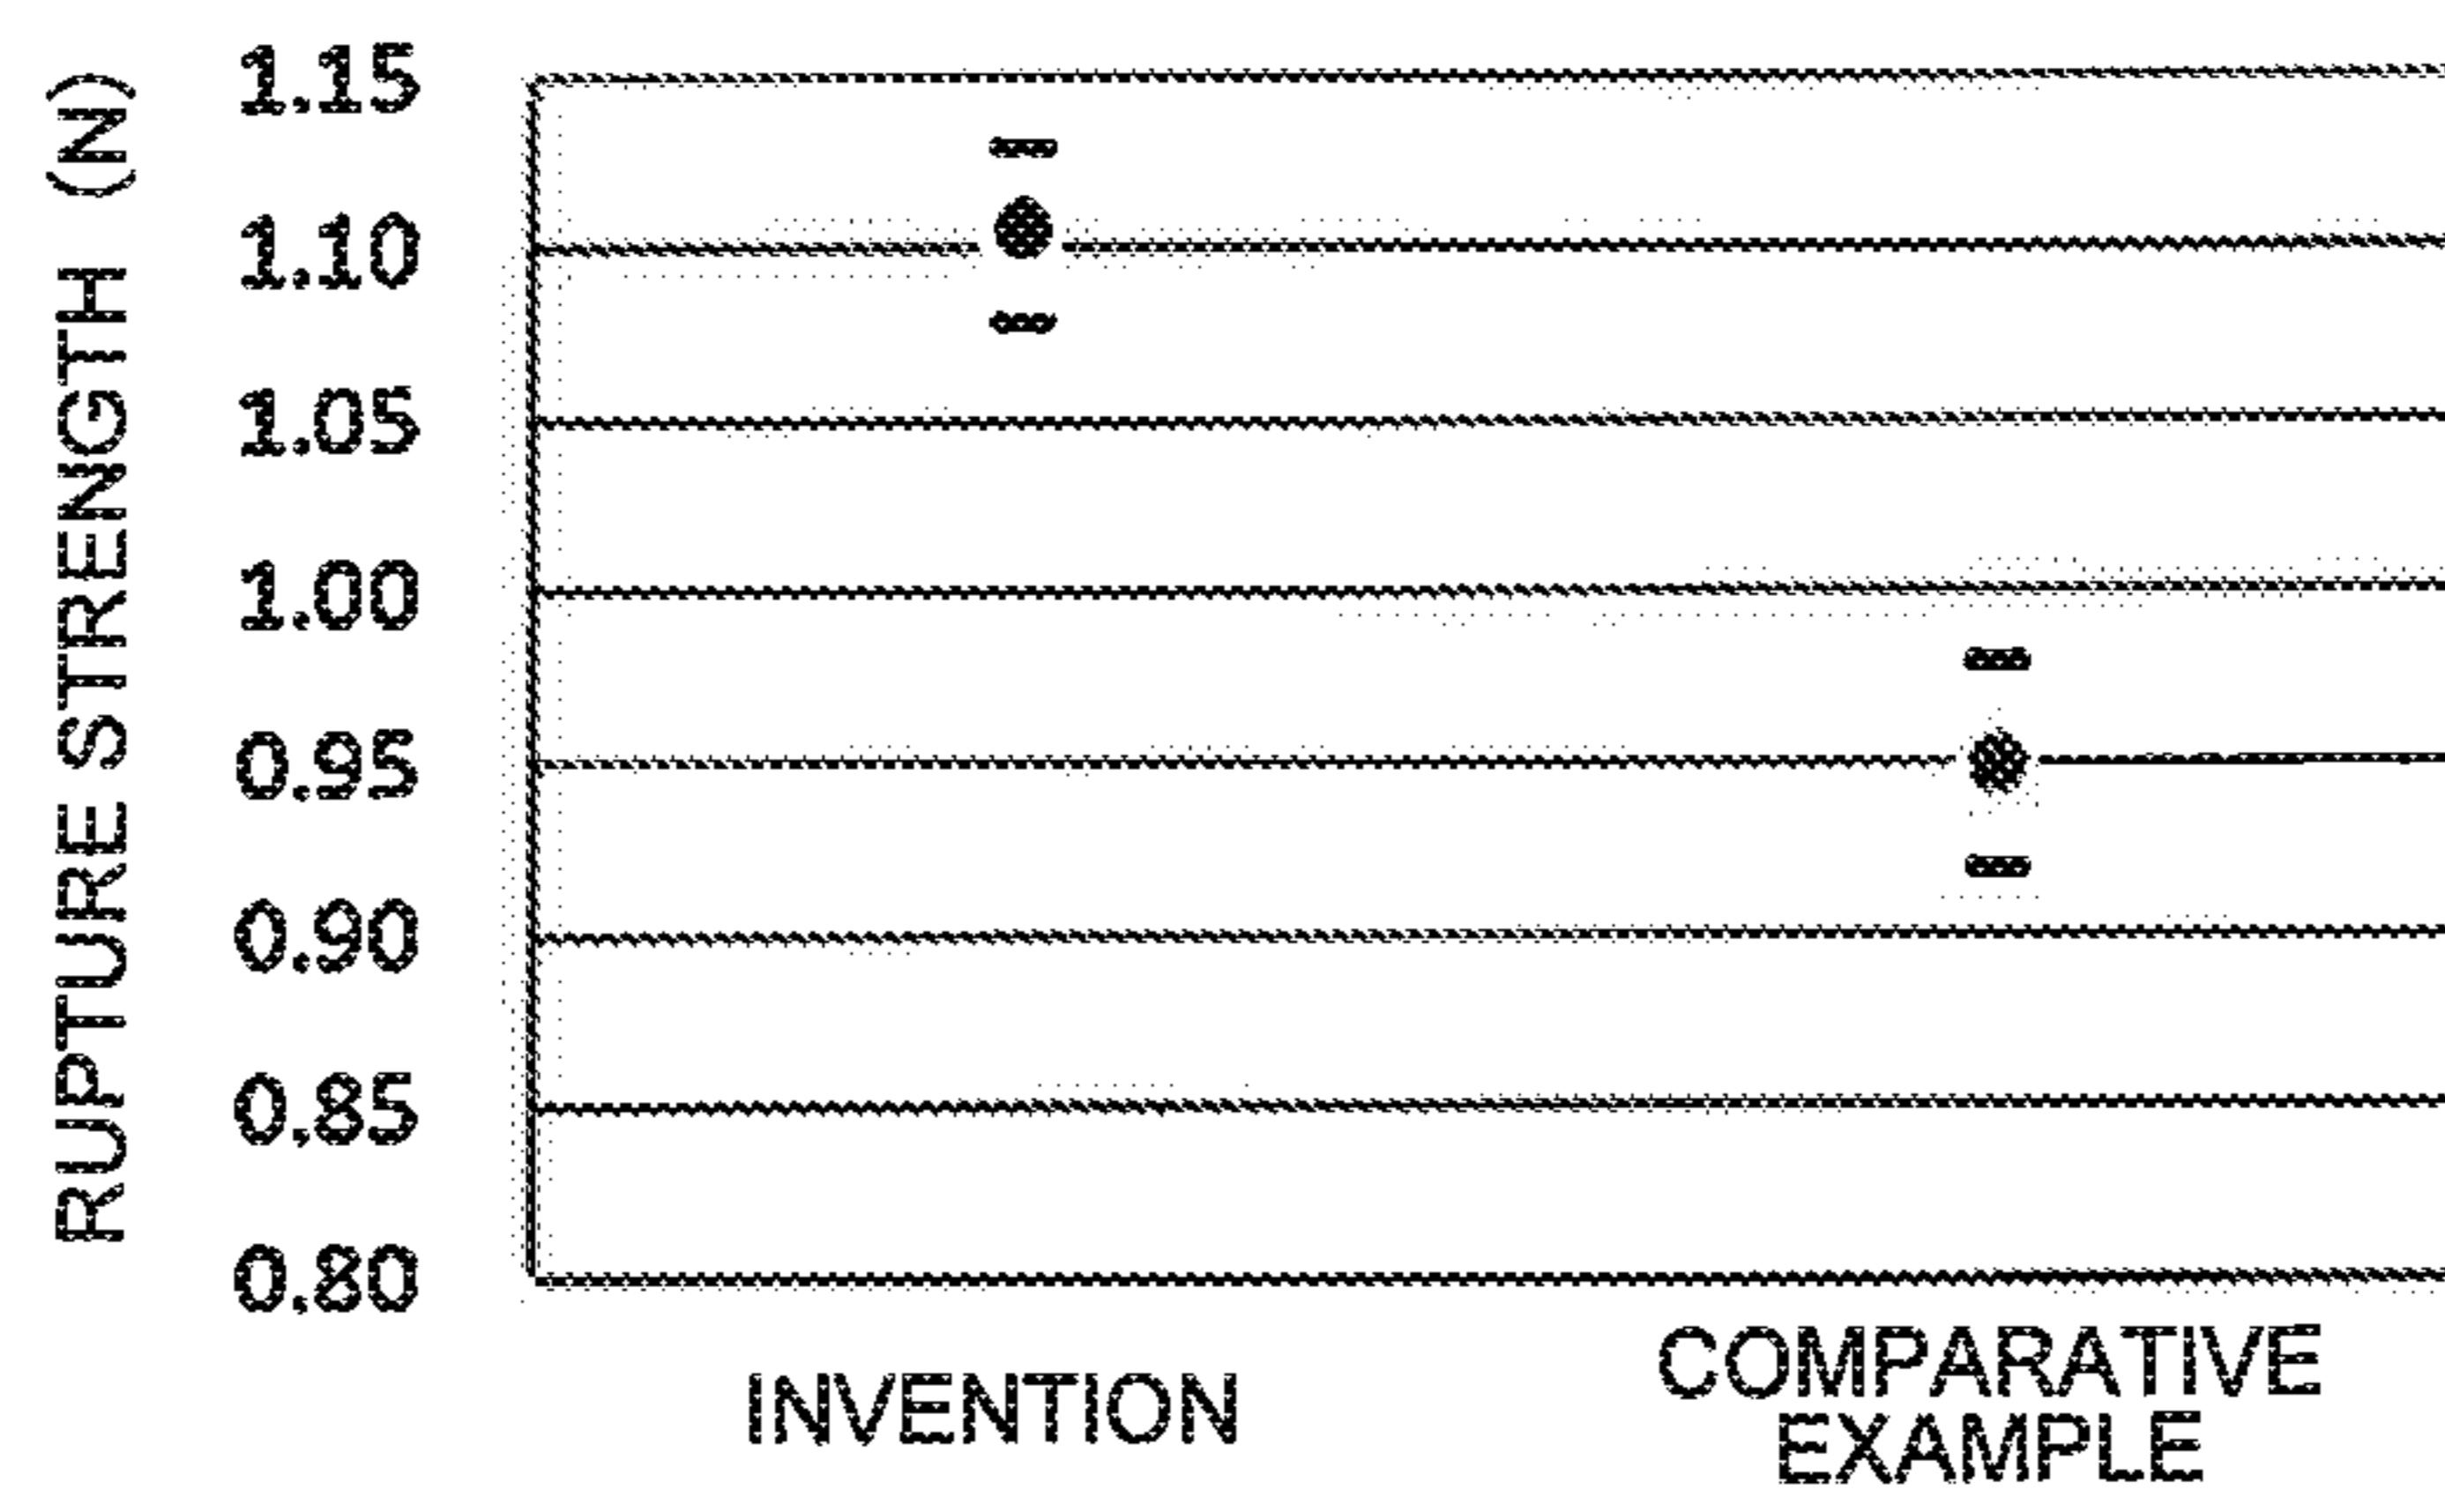 RUPTURE STRENGTH (N)
1.15
1.10
1.05
1.00
0.95
0.90
0.85
0.80
INVENTION
COMPARATIVE
EXAMPLE